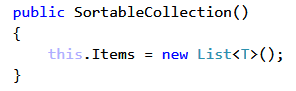 public SortableCollection()
{
    this.Items = new List<T>();
}